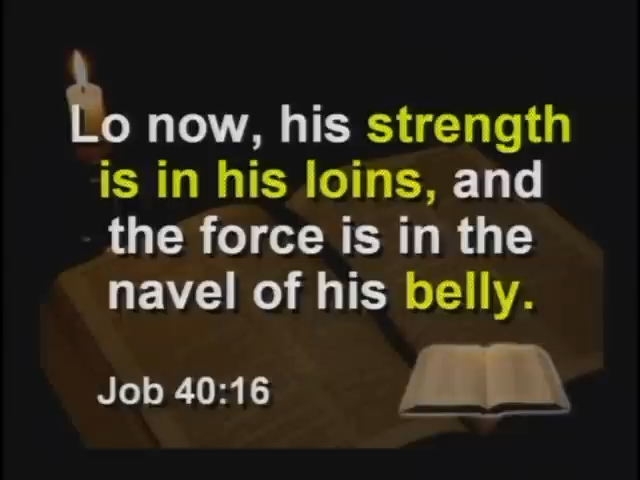 Lo now, his strength
is in his loins, and
the force is in the
navel of his belly.
Job 40:16